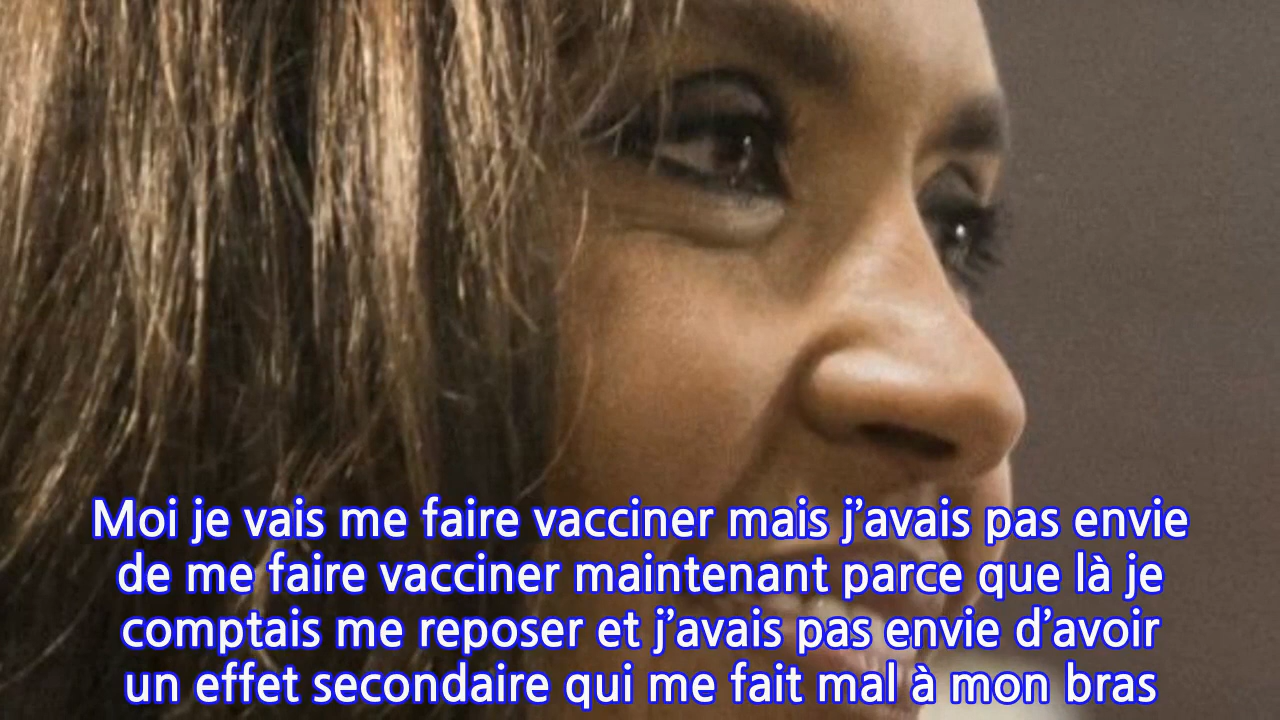 Moi je vais me faire vacciner mais j’avais pas envie
de me faire vacciner maintenant parce que là je
comptais me reposer et j’avais pas envie d’avoir
un effet secondaire qui me fait mal à mon bras